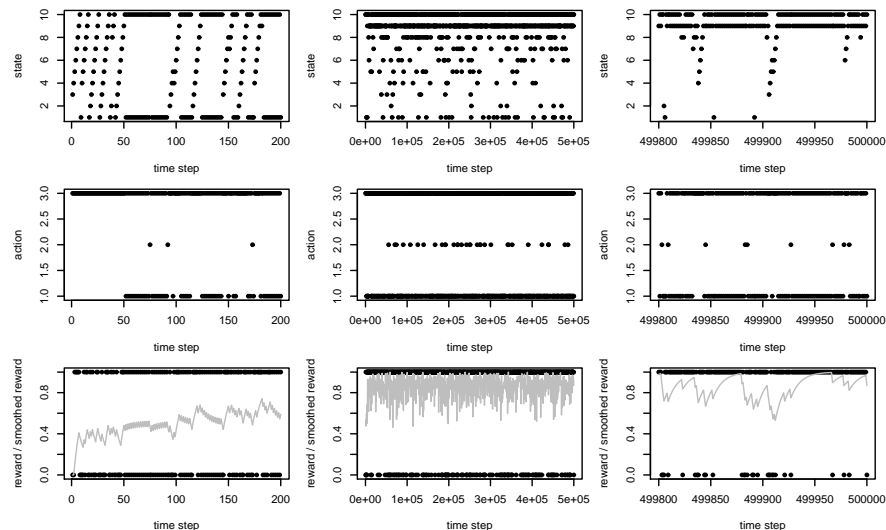 state
2 4 6 8 10
0 50 100 150 200
time step
state
2 4 6 8 10
0e+00 1e+05 2e+05 3e+05 4e+05 5e+05
time step
state
2 4 6 8 10
499800 499850 499900 499950 500000
time step
action
1.0 1.5 2.0 2.5 3.0
0 50 100 150 200
time step
action
1.0 1.5 2.0 2.5 3.0
0e+00 1e+05 2e+05 3e+05 4e+05 5e+05
time step
action
1.0 1.5 2.0 2.5 3.0
499800 499850 499900 499950 500000
time step
reward / smoothed reward
0.0 0.4 0.8
0 50 100 150 200
time step
reward / smoothed reward
0.0 0.4 0.8
0e+00 1e+05 2e+05 3e+05 4e+05 5e+05
time step
reward / smoothed reward
0.0 0.4 0.8
499800 499850 499900 499950 500000
time step